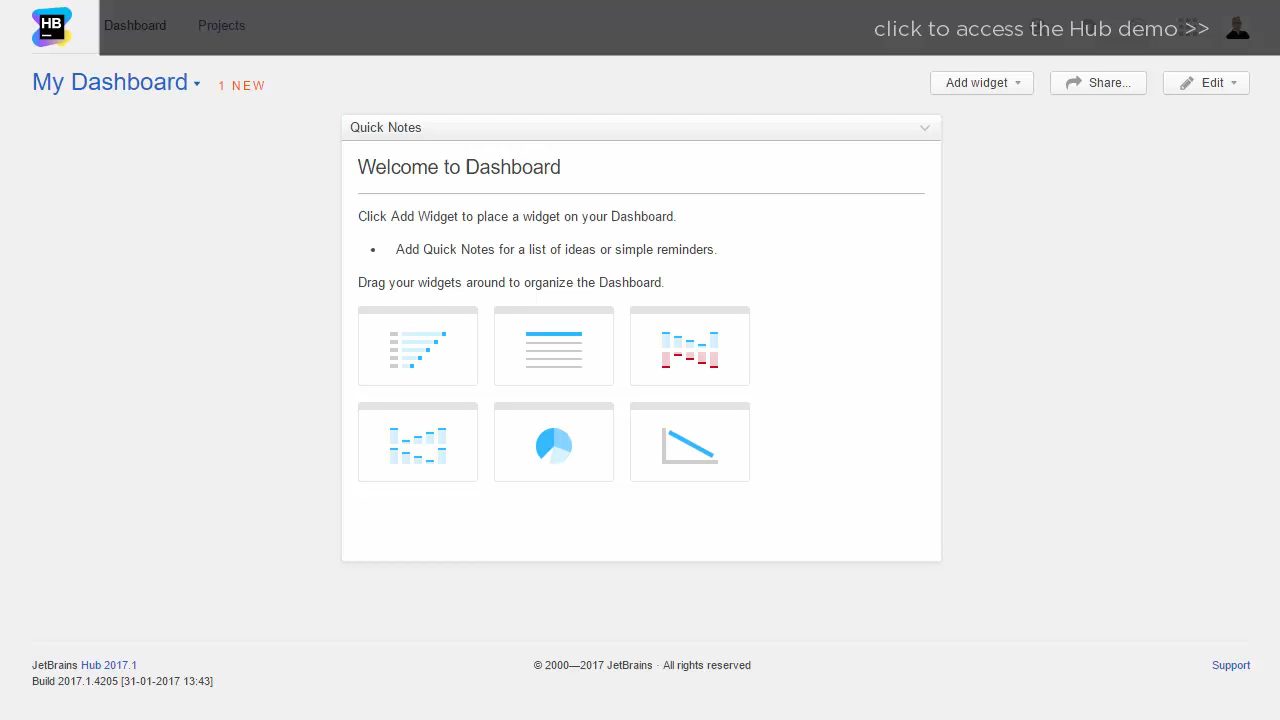 HB
Dashboard
Projects
click to access the Hub demo >>
My Dashboard
1 NEW
Add widget
Share...
Edit
Quick Notes
Welcome to Dashboard
Click Add Widget to place a widget on your Dashboard.
• Add Quick Notes for a list of ideas or simple reminders.
Drag your widgets around to organize the Dashboard.
JetBrains Hub 2017.1
Build 2017.1.4205 [31-01-2017 13:43]
© 2000—2017 JetBrains · All rights reserved
Support